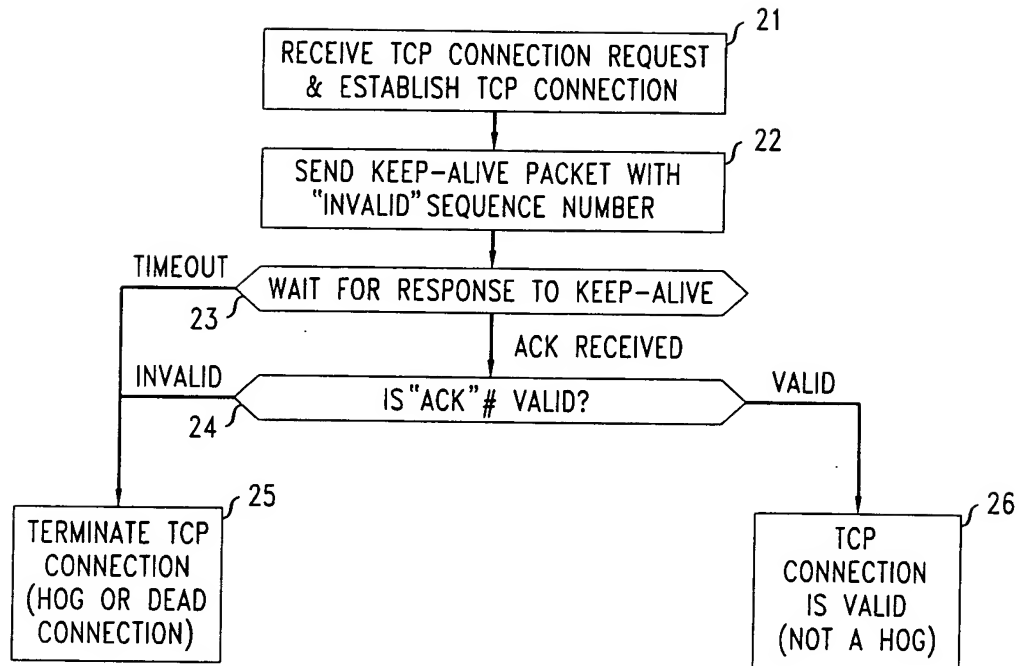 21
RECEIVE TCP CONNECTION REQUEST
& ESTABLISH TCP CONNECTION
22
SEND KEEP-ALIVE PACKET WITH
"INVALID" SEQUENCE NUMBER
TIMEOUT
WAIT FOR RESPONSE TO KEEP-ALIVE
23
ACK RECEIVED
INVALID
IS "ACK" # VALID?
VALID
24
25
TERMINATE TCP
CONNECTION
(HOG OR DEAD
CONNECTION)
26
TCP
CONNECTION
IS VALID
(NOT A HOG)